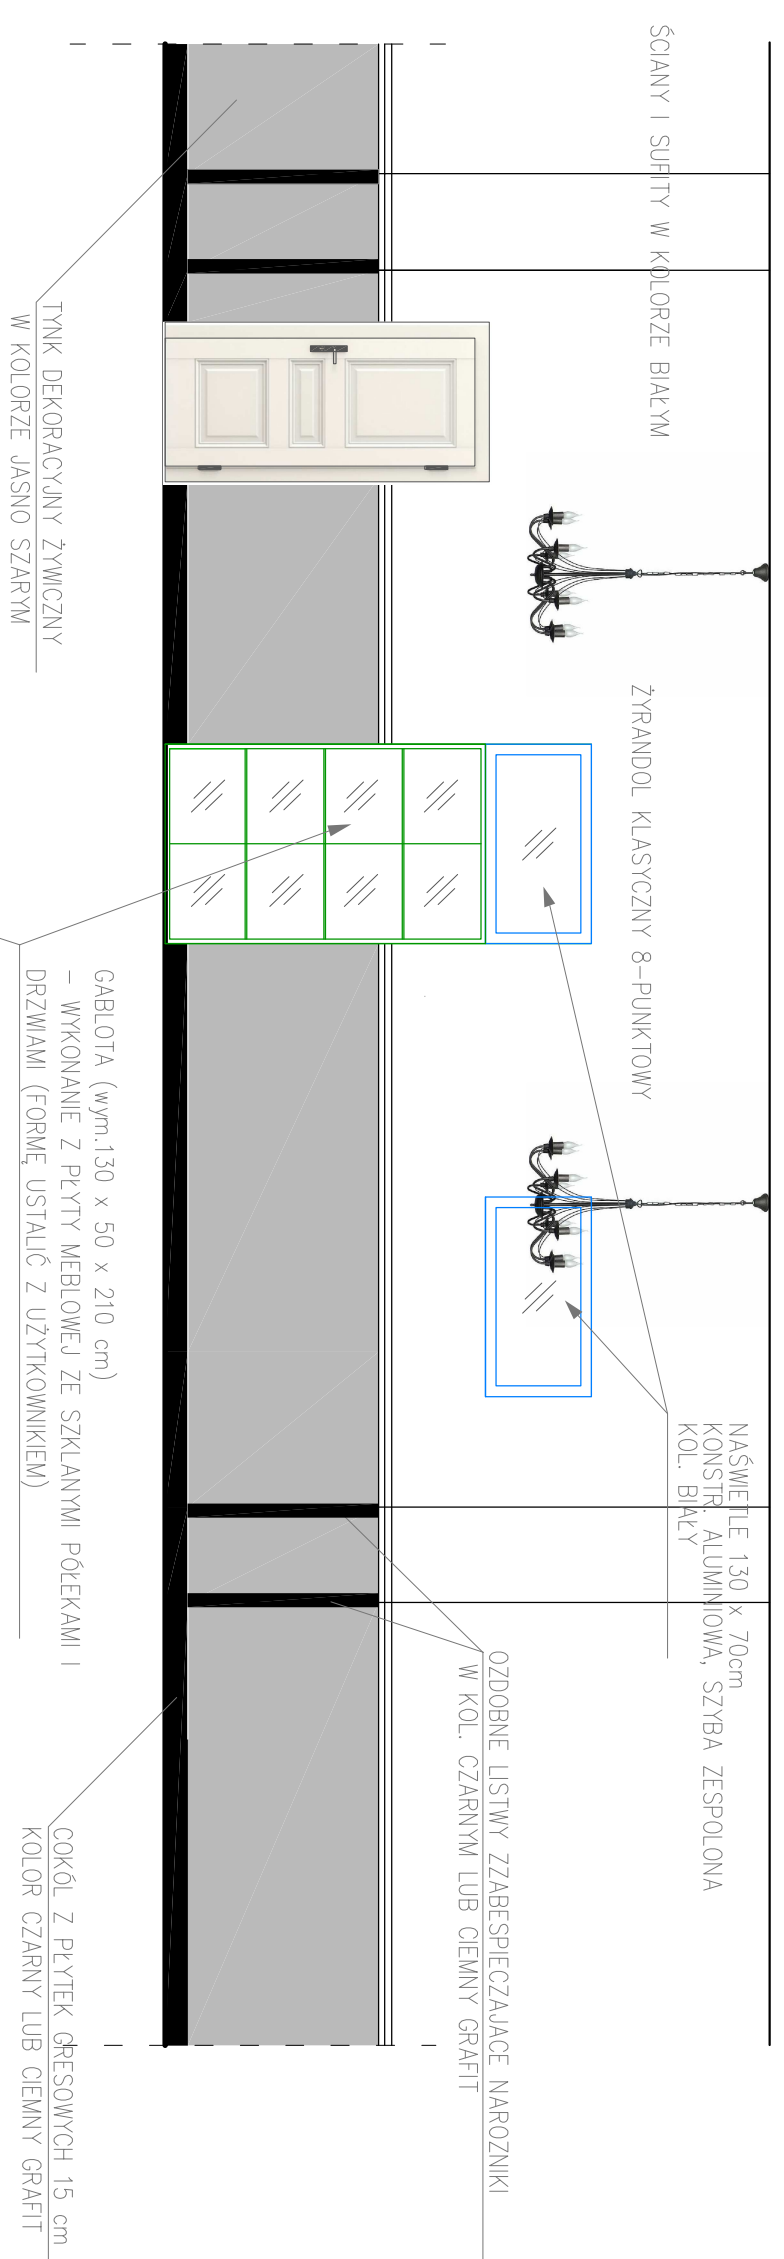 ŚCIANY I SUFITY W KOLORZE BIAŁYM
ŻYRANDOL KLASYCZNY 8-PUNKTOWY
NAŚWIETLE 130 x 70cm
KONSTR. ALUMINIOWA, SZYBA ZESPOLONA
KOL. BIAŁY
OZDOBNE LISTWY ZZABESPIECZAJACE NAROZNIKI
W KOL. CZARNYM LUB CIEMNY GRAFIT
TYNK DEKORACYJNY ŻYWICZNY
W KOLORZE JASNO SZARYM
GABLOTA (wym.130 x 50 x 210 cm)
- WYKONANIE Z PŁYTY MEBLOWEJ ZE SZKLANYMI PÓŁEKAMI I
DRZWIAMI (FORMĘ USTALIĆ Z UŻYTKOWNIKIEM)
COKÓL Z PŁYTEK GRESOWYCH 15 cm
KOLOR CZARNY LUB CIEMNY GRAFIT